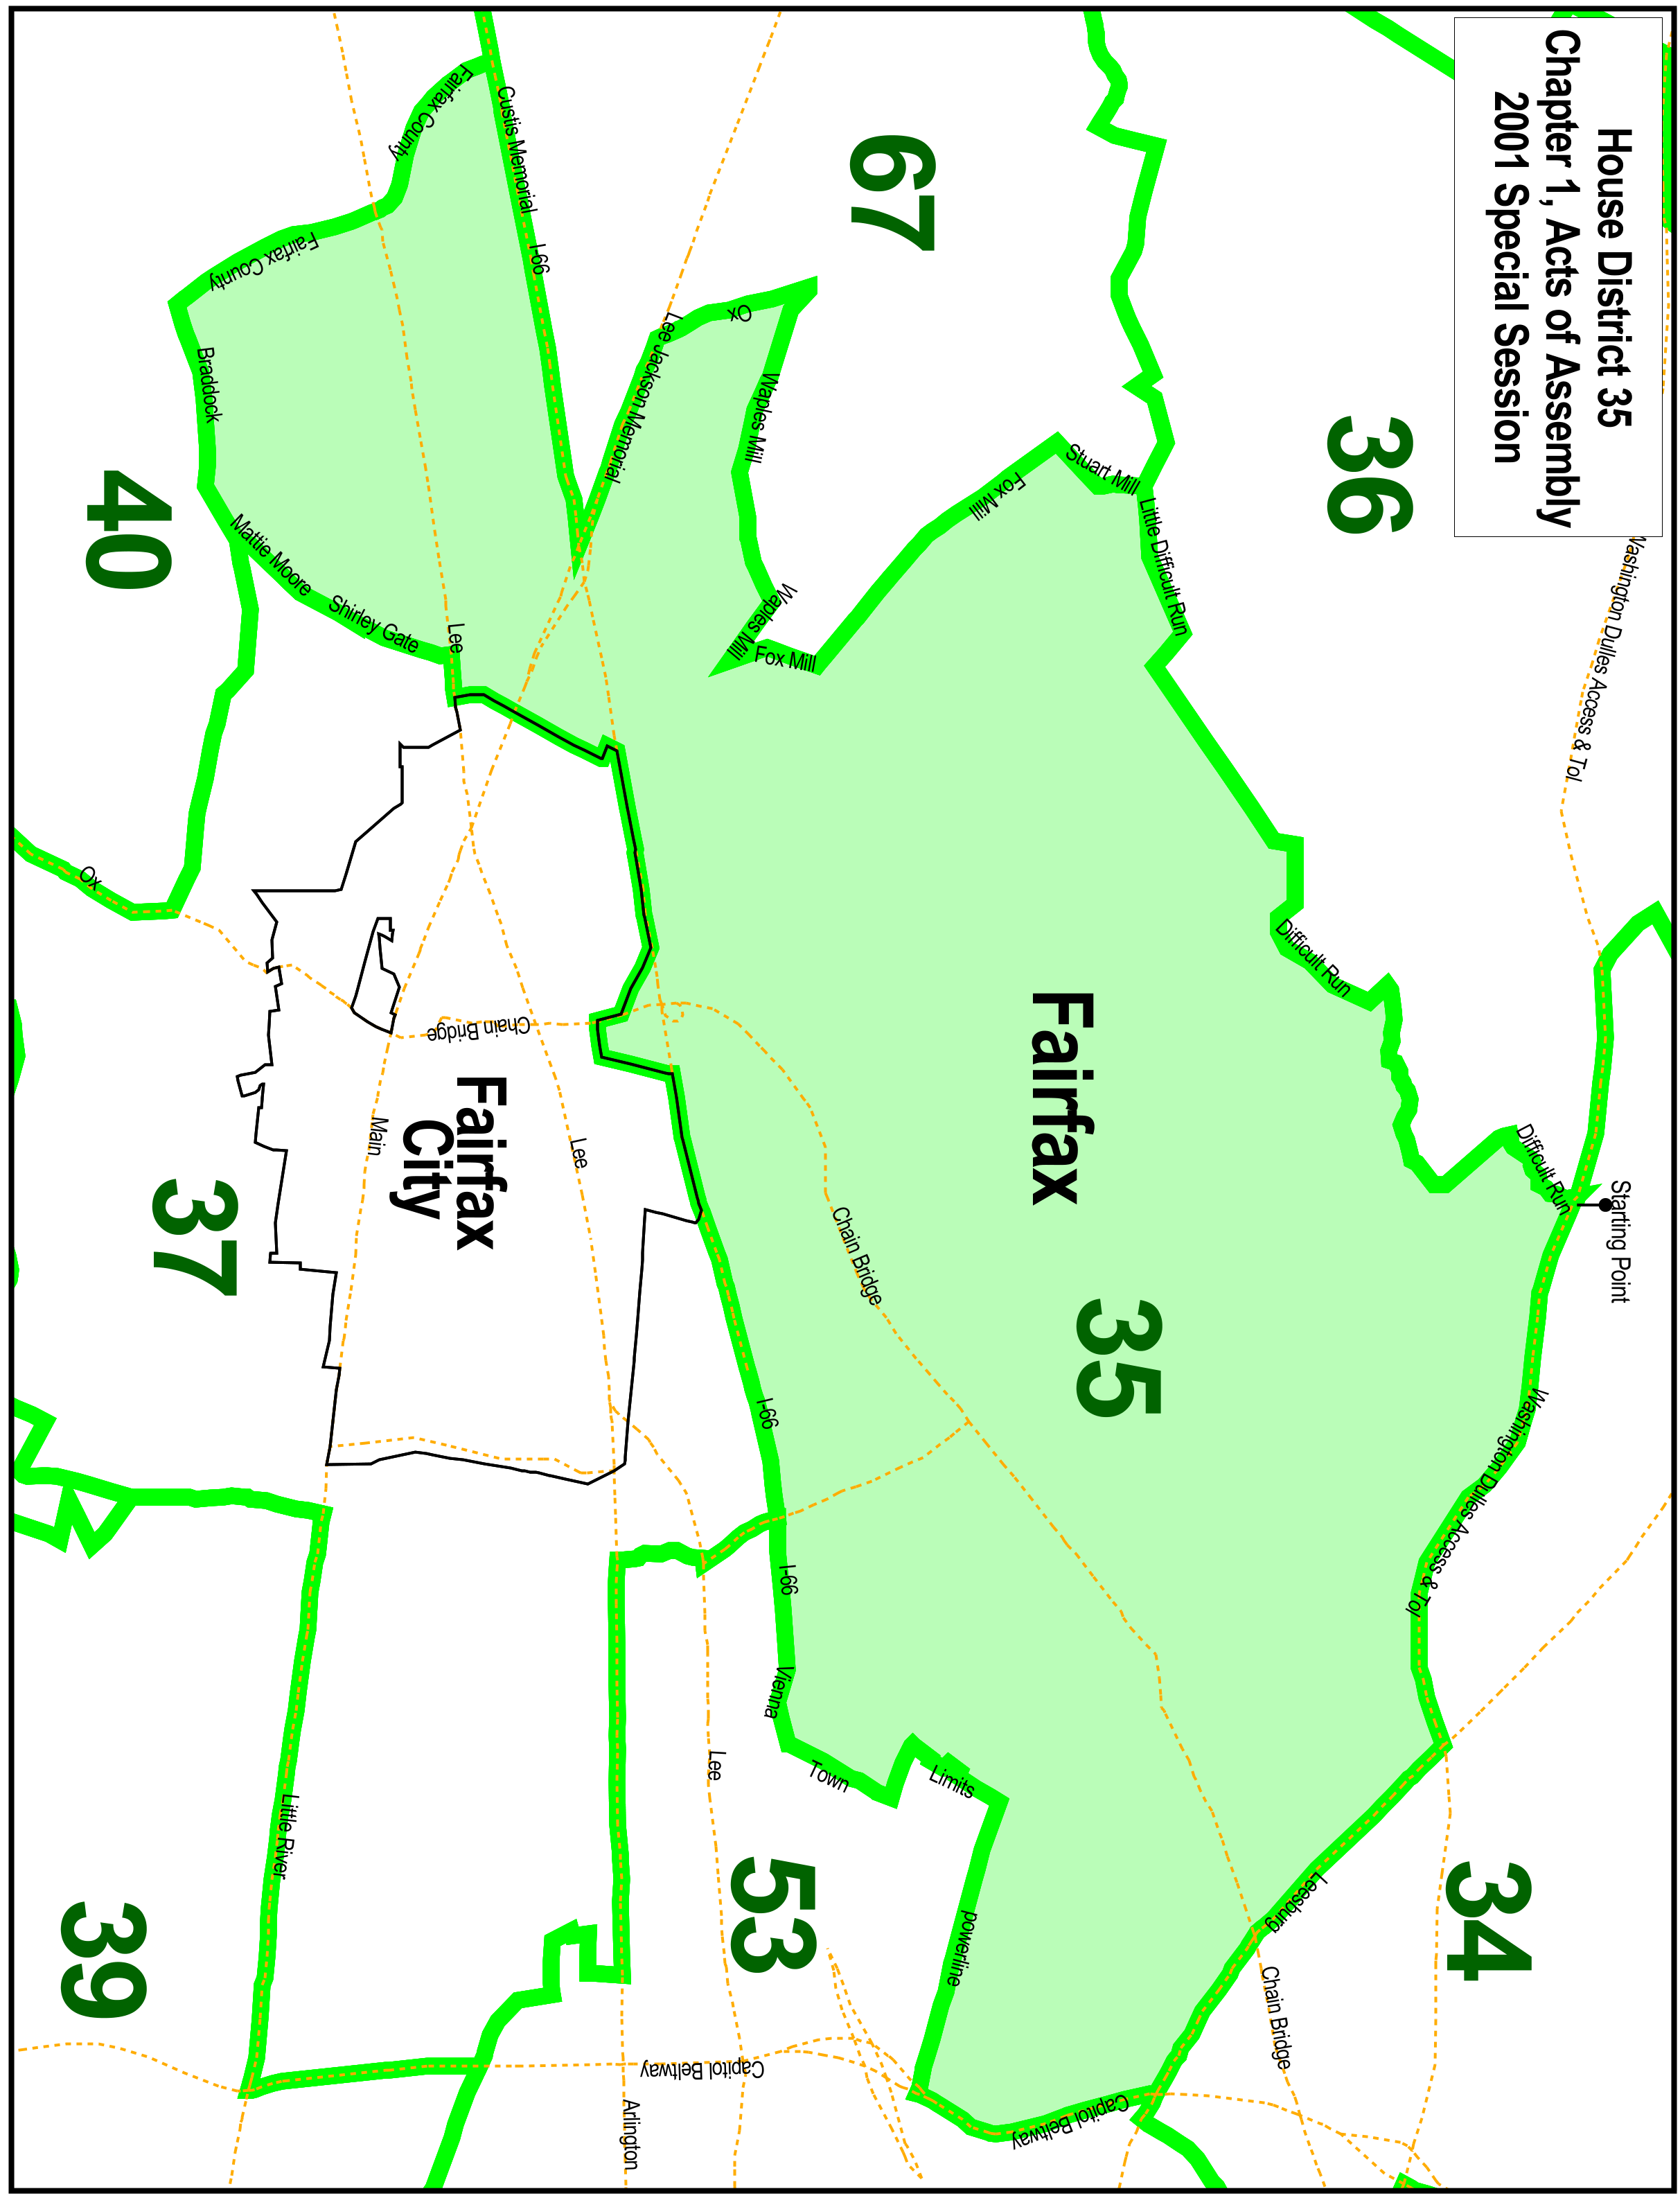 House District 35
Chapter 1, Acts of Assembly
2001 Special Session
Washington Dulles Access & Tol
Starting Point
36
34
Difficult Run
Difficult Run
Washington Dulles Access & Tol
Leesburg
Chain Bridge
Little Difficult Run
Stuart Mill
Fox Mill
35
Fairfax
Capitol Beltway
powerline
Limits
67
Ox
Waples Mill
Waples Mill
Fox Mill
Chain Bridge
I-66
I-66
Vienna
Town
53
Lee Jackson Memorial
Custis Memorial
I-66
Lee
Lee
Capitol Beltway
Arlington
Fairfax County
Fairfax County
Lee
Chain Bridge
Fairfax
City
Main
Shirley Gate
Mattie Moore
Braddock
Little River
40
37
39
Ox